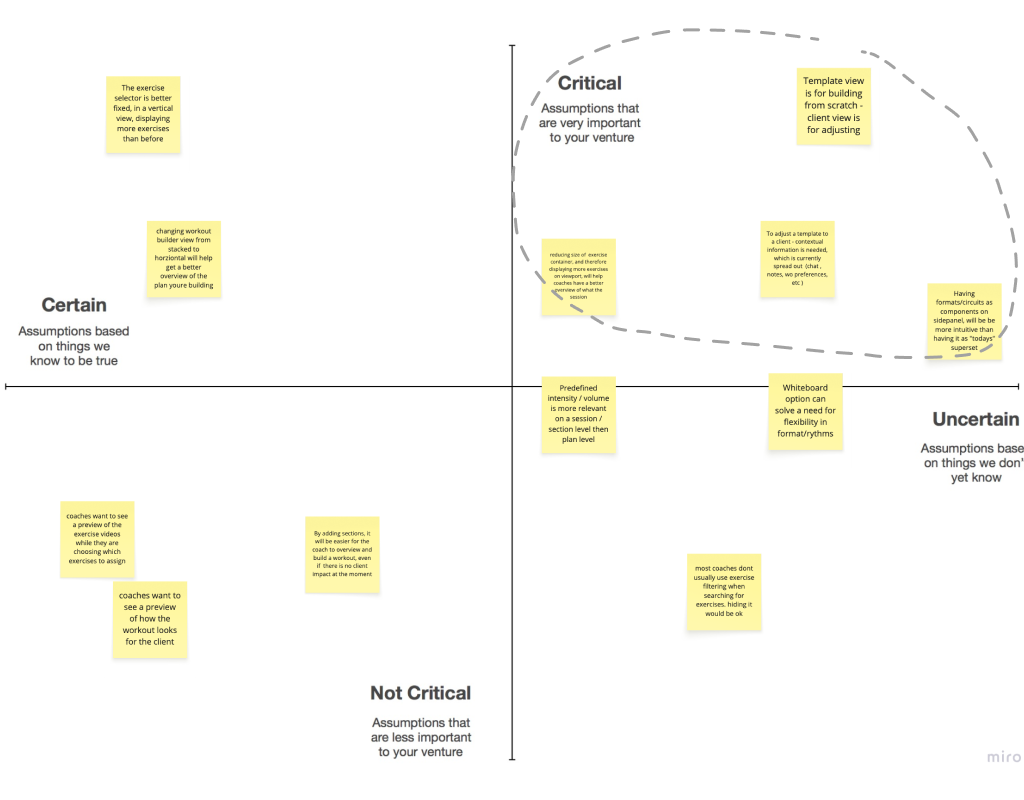 Critical
Assumptions that
are very important
to your venture
The exercise
selector is better
fixed, in a vertical
view, displaying
more exercises
than before
Template view
is for building
from scratch -
client view is
for adjusting
changing workout
builder view from
stacked to
horziontal will help
get a better
overview of the
plan youre building
reducing size of exercise
container, and therefore
displaying more exercises
on viewport, will help
coaches have a better
overview of what the
session
To adjust a template to
a client - contextual
information is needed,
which is currently
spread out (chat ,
notes, wo preferences,
etc )
Having
formats/circuits as
components on
sidepanel, will be be
more intuitive than
having it as "todays"
superset
Certain
Assumptions based
on things we
know to be true
Predefined
intensity / volume
is more relevant
on a session /
section level then
plan level
Whiteboard
option can
solve a need for
flexibility in
format/rythms
Uncertain
Assumptions base
on things we don'
yet know
coaches want to see
a preview of the
exercise videos
while they are
choosing which
exercises to assign
By adding sections, it
will be easier for the
coach to overview and
build a workout, even
if there is no client
impact at the moment
most coaches dont
usually use exercise
filtering when
searching for
exercises. hiding it
would be ok
coaches want to
see a preview
of how the
workout looks
for the client
Not Critical
Assumptions that
are less important
to your venture
miro